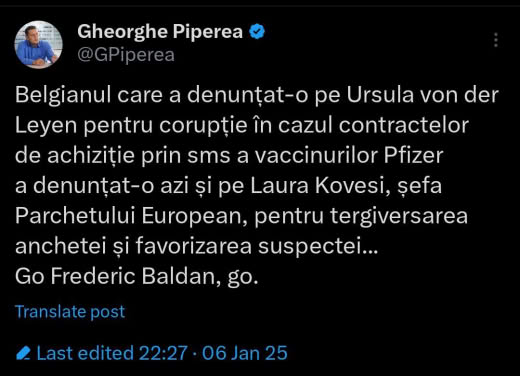 Gheorghe Piperea
@GPiperea
Belgianul care a denunțat-o pe Ursula von der
Leyen pentru corupție în cazul contractelor
de achiziție prin sms a vaccinurilor Pfizer
a denunțat-o azi și pe Laura Kovesi, șefa
Parchetului European, pentru tergiversarea
anchetei și favorizarea suspectei...
Go Frederic Baldan, go.
Translate post
Last edited 22:27 · 06 Jan 25